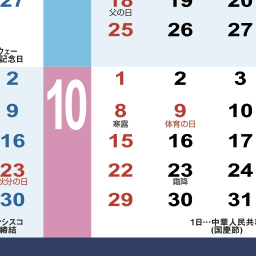 27 18 19 20
父の日
25 26 27
ウェー
記念日
2 10 1 2 3
9 8 9 10
寒露 体育の日
16 15 16 17
23 22 23 24
秋分の日 霜降
30 29 30 31
シスコ 1日…中華人民共
締結 (国慶節)